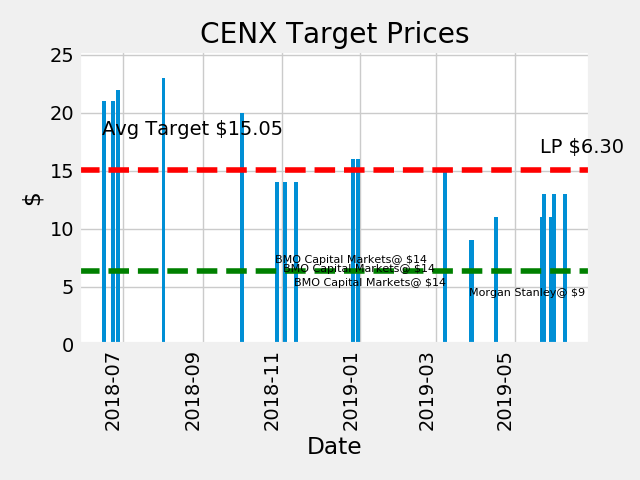 CENX Target Prices
25
20
15
10
5
0
$
Avg Target $15.05
LP $6.30
BMO Capital Markets@ $14
BMO Capital Markets@ $14
BMO Capital Markets@ $14
Morgan Stanley@ $9
2018-07
2018-09
2018-11
2019-01
2019-03
2019-05
Date